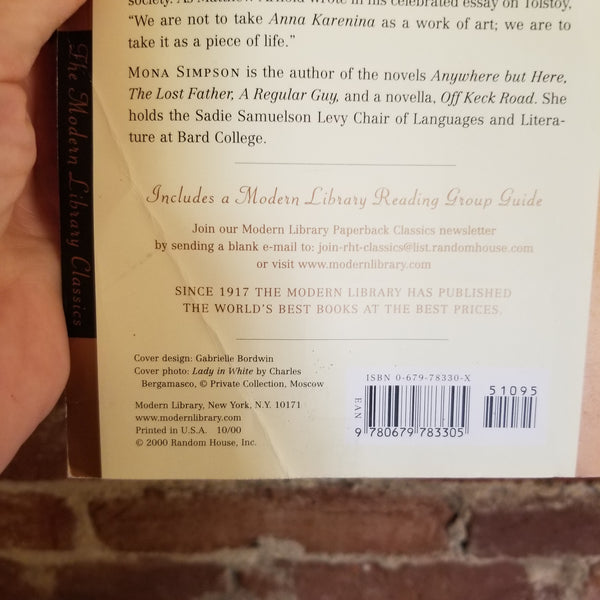 society. As Matthew Arnold wrote in his celebrated essay on Tolstoy,
“We are not to take Anna Karenina as a work of art; we are to
take it as a piece of life.”
MONA SIMPSON is the author of the novels Anywhere but Here,
The Lost Father, A Regular Guy, and a novella, Off Keck Road. She
holds the Sadie Samuelson Levy Chair of Languages and Litera-
ture at Bard College.
Includes a Modern Library Reading Group Guide
Join our Modern Library Paperback Classics newsletter
by sending a blank e-mail to: join-rht-classics@list.randomhouse.com
or visit www.modernlibrary.com
SINCE 1917 THE MODERN LIBRARY HAS PUBLISHED
THE WORLD'S BEST BOOKS AT THE BEST PRICES.
Cover design: Gabrielle Bordwin
Cover photo: Lady in White by Charles
Bergamasco, © Private Collection, Moscow
Modern Library, New York, N.Y. 10171
www.modernlibrary.com
Printed in U.S.A. 10/00
© 2000 Random House, Inc.
ISBN 0-679-78330-X
51095
EAN
9 780679 783305
The Modern Library Classics